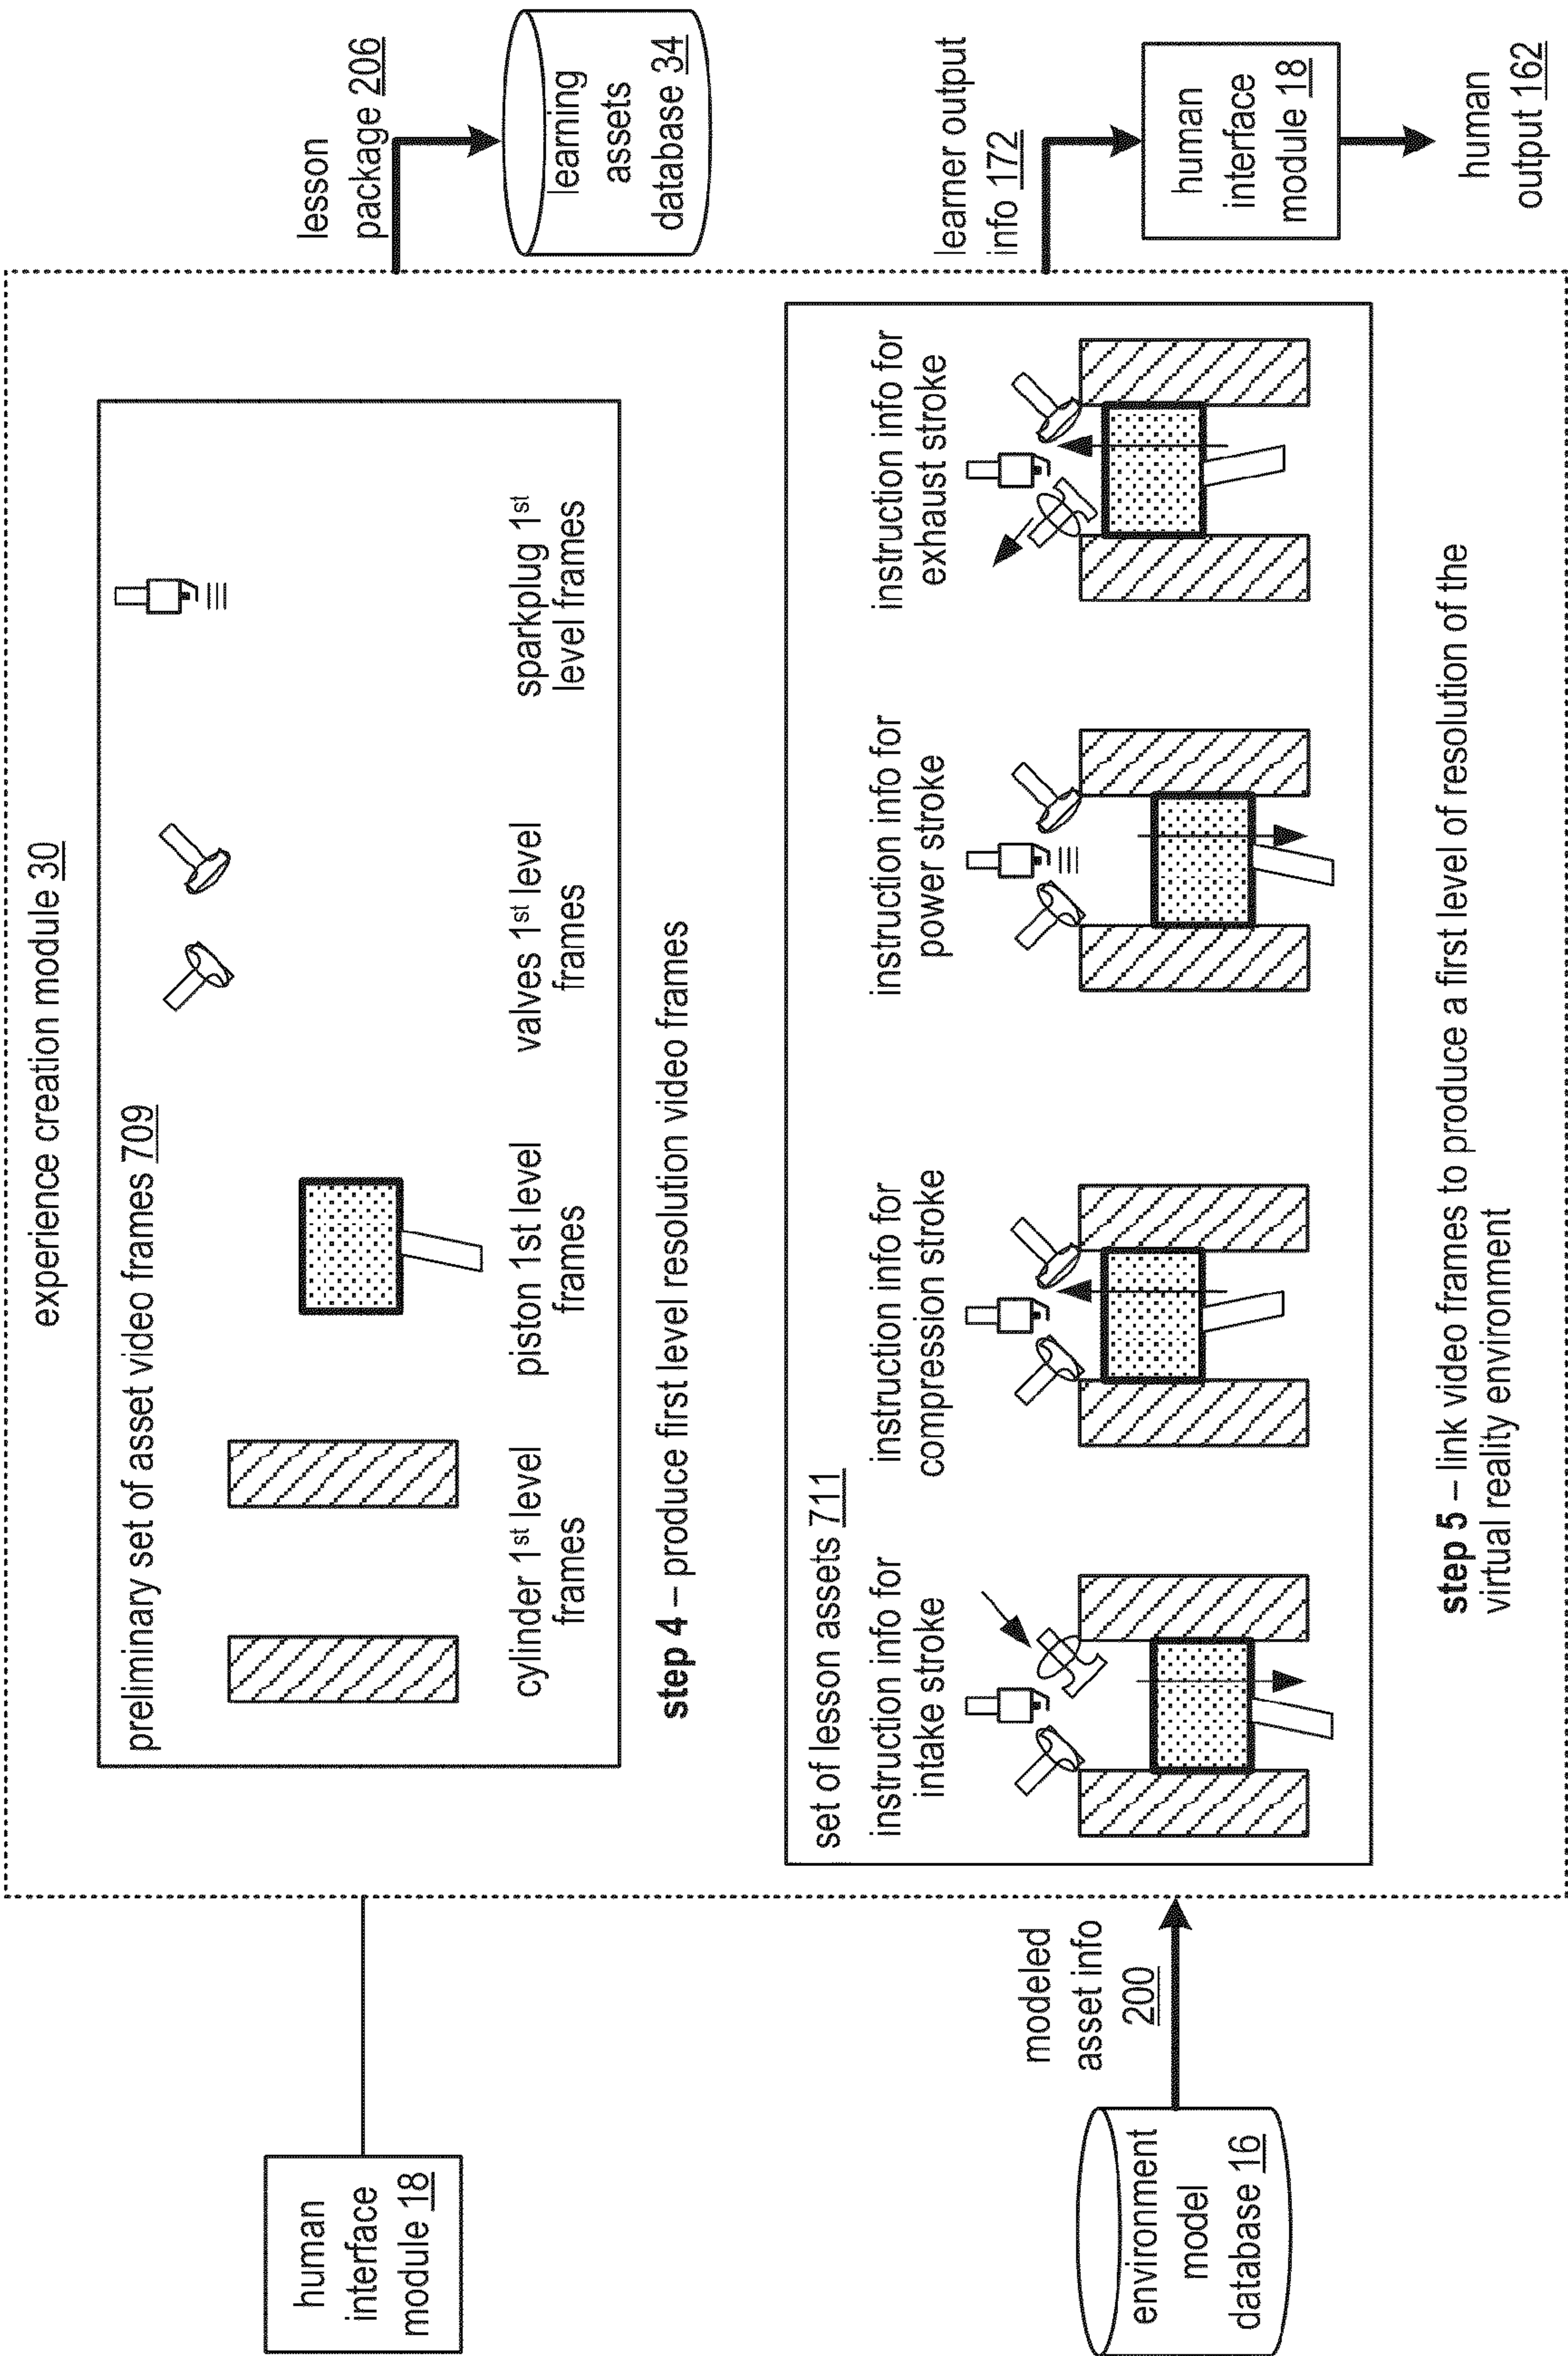 experience creation module 30
human
interface
module 18
preliminary set of asset video frames 709
cylinder 1st level
frames
piston 1st level
frames
valves 1st level
frames
sparkplug 1st
level frames
step 4 – produce first level resolution video frames
lesson
package 206
learning
assets
database 34
environment
model
database 16
modeled
asset info
200
set of lesson assets 711
instruction info for
intake stroke
instruction info for
compression stroke
instruction info for
power stroke
instruction info for
exhaust stroke
step 5 – link video frames to produce a first level of resolution of the
virtual reality environment
learner output
info 172
human
interface
module 18
human
output 162